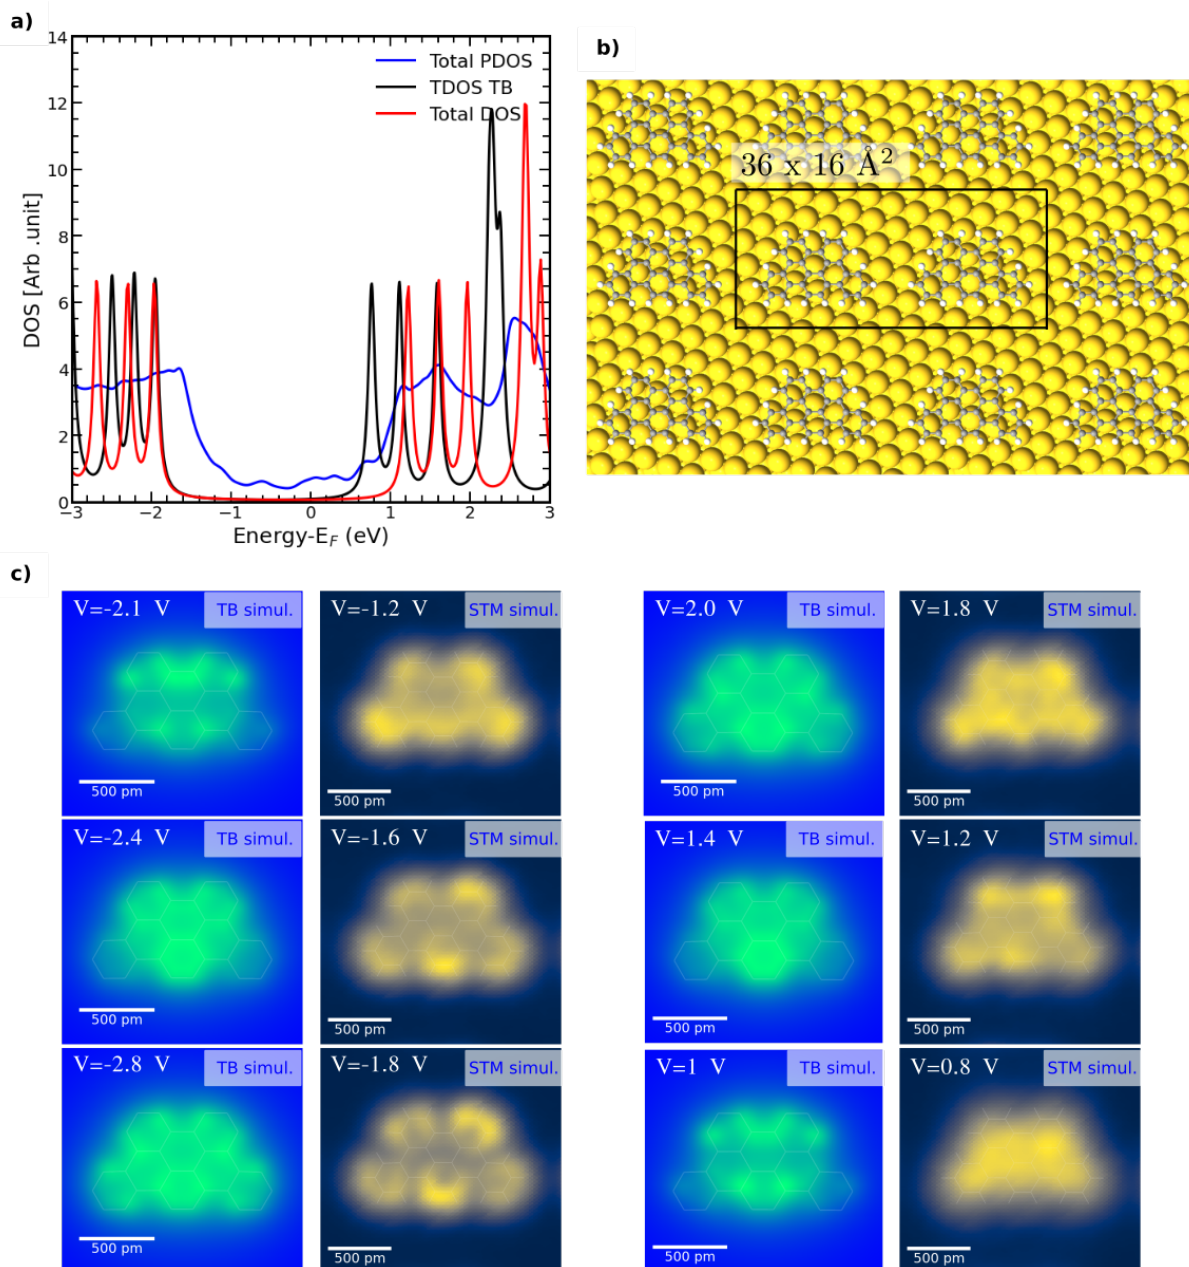 a)
14
12
10
8
6
4
2
0
DOS [Arb .unit]
Total PDOS
TDOS TB
Total DOS
−3 −2 −1 0 1 2 3
Energy-E_F (eV)
b)
36 x 16 Å²
c)
V=-2.1 V TB simul.
500 pm
V=-1.2 V STM simul.
500 pm
V=2.0 V TB simul.
500 pm
V=1.8 V STM simul.
500 pm
V=-2.4 V TB simul.
500 pm
V=-1.6 V STM simul.
500 pm
V=1.4 V TB simul.
500 pm
V=1.2 V STM simul.
500 pm
V=-2.8 V TB simul.
500 pm
V=-1.8 V STM simul.
500 pm
V=1 V TB simul.
500 pm
V=0.8 V STM simul.
500 pm